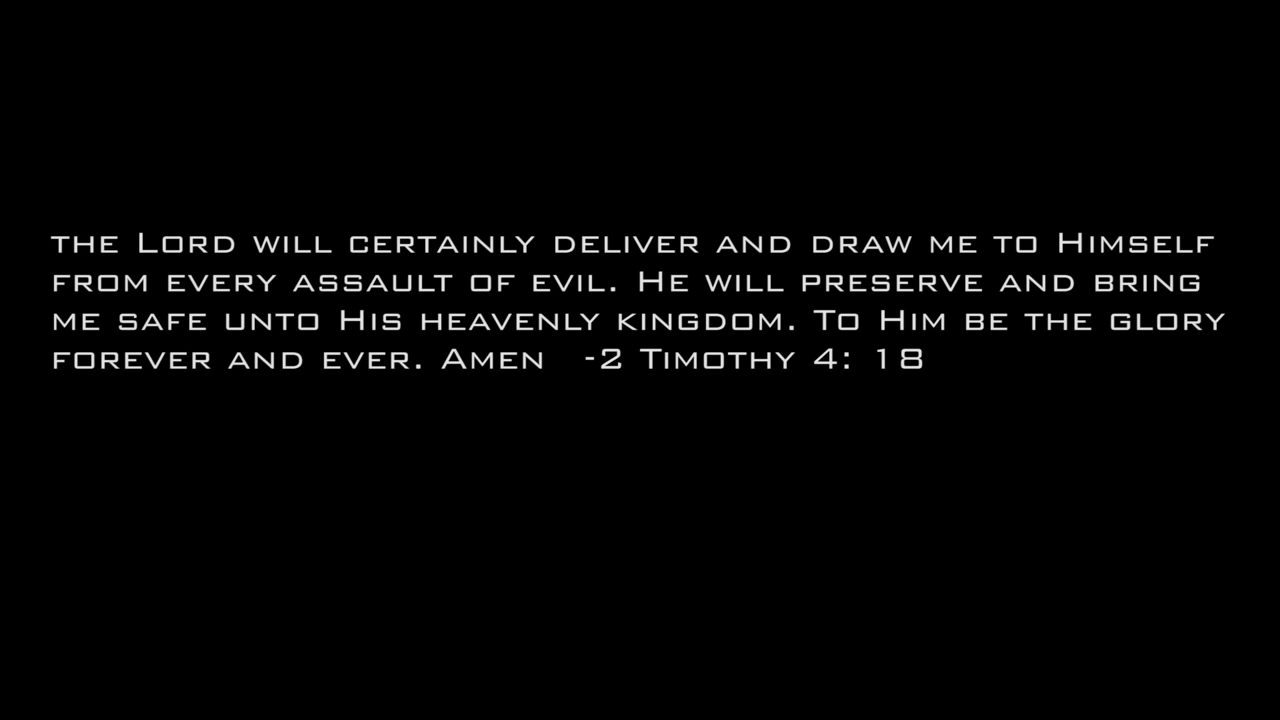 the Lord will certainly deliver and draw me to Himself
from every assault of evil. He will preserve and bring
me safe unto His heavenly kingdom. To Him be the glory
forever and ever. Amen   -2 Timothy 4: 18